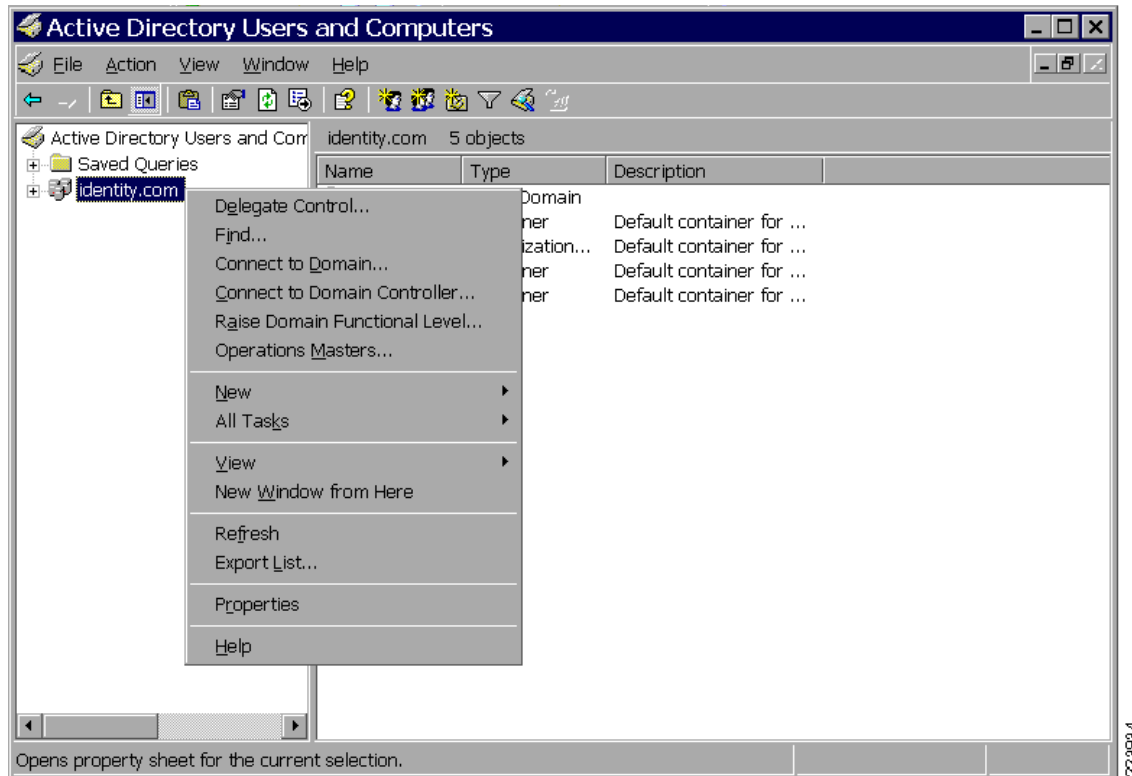 Active Directory Users and Computers
File Action View Window Help
Active Directory Users and Com
identity.com 5 objects
Saved Queries
identity.com
Name Type Description
Domain
ner Default container for ...
ization... Default container for ...
ner Default container for ...
ner Default container for ...
Delegate Control...
Find...
Connect to Domain...
Connect to Domain Controller...
Raise Domain Functional Level...
Operations Masters...
New
All Tasks
View
New Window from Here
Refresh
Export List...
Properties
Help
Opens property sheet for the current selection.